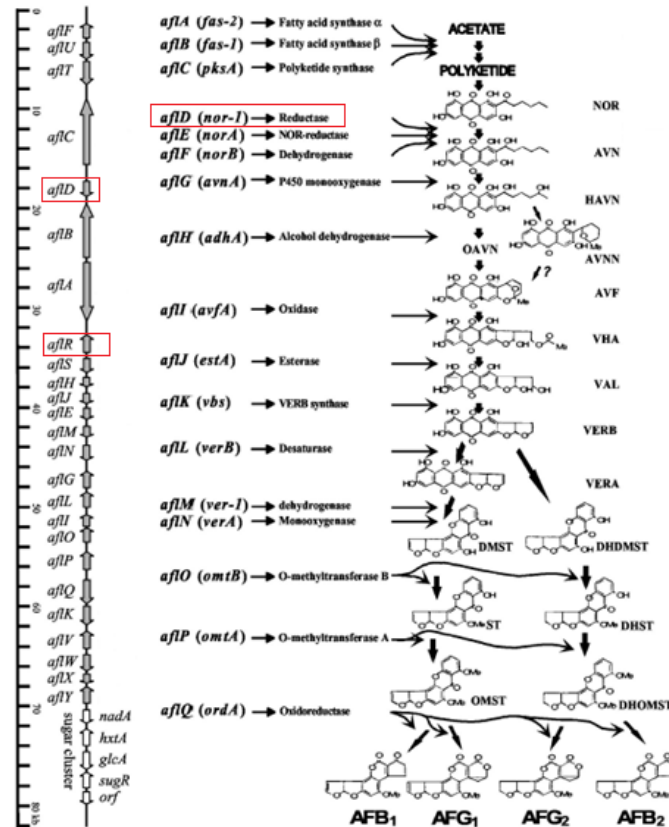 0
aflF
aflU
aflT
10
aflC
aflD
20
aflB
aflA
30
aflR
aflS
aflH
aflJ
40
aflE
aflM
aflN
aflG
50
aflL
aflI
aflO
aflP
aflQ
60
aflK
aflV
aflW
aflX
aflY
70
nadA
hxtA
glcA
sugR
orf
sugar cluster
80 kb
aflA (fas-2) Fatty acid synthase α
aflB (fas-1) Fatty acid synthase β
aflC (pksA) Polyketide synthase
aflD (nor-1) Reductase
aflE (norA) NOR-reductase
aflF (norB) Dehydrogenase
aflG (avnA) P450 monooxygenase
aflH (adhA) Alcohol dehydrogenase
aflI (avfA) Oxidase
aflJ (estA) Esterase
aflK (vbs) VERB synthase
aflL (verB) Desaturase
aflM (ver-1) dehydrogenase
aflN (verA) Monooxygenase
aflO (omtB) O-methyltransferase B
aflP (omtA) O-methyltransferase A
aflQ (ordA) Oxidoreductase
ACETATE
POLYKETIDE
NOR
AVN
HAVN
OAVN
AVNN
?
AVF
VHA
VAL
VERB
VERA
DMST
DHDMST
ST
DHST
OMST
DHOMST
AFB1
AFG1
AFG2
AFB2